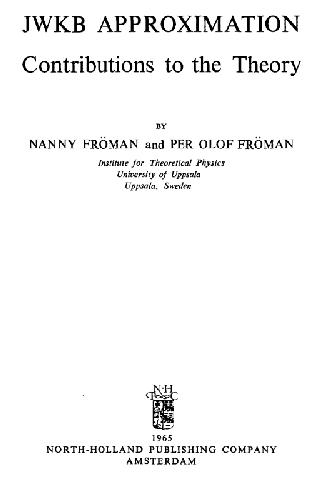 JWKB APPROXIMATION
Contributions to the Theory
BY
NANNY FRÖMAN and PER OLOF FRÖMAN
Institute for Theoretical Physics
University of Uppsala
Uppsala, Sweden
N·H
1965
NORTH-HOLLAND PUBLISHING COMPANY
AMSTERDAM